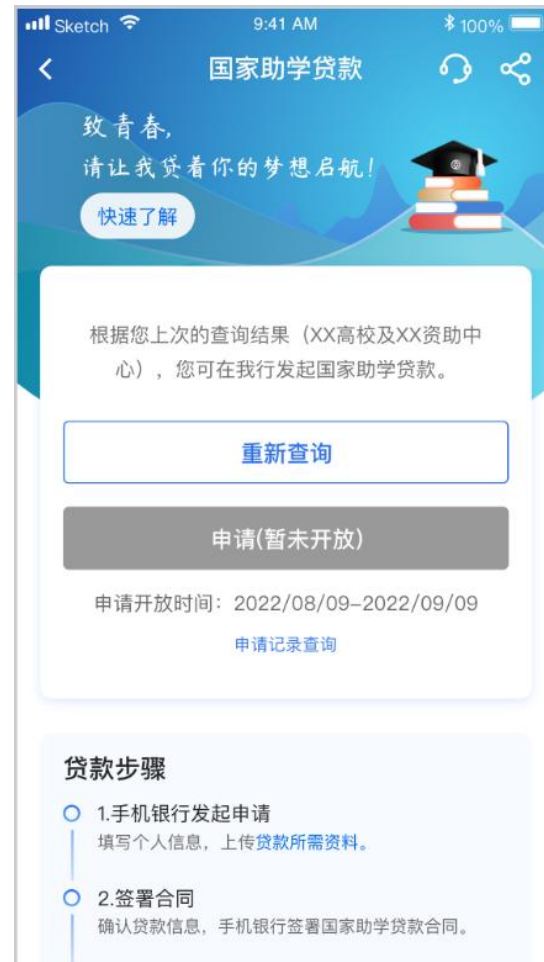 Sketch 9:41 AM 100%
国家助学贷款
致青春,
请让我贷着你的梦想启航!
快速了解
根据您上次的查询结果（XX高校及XX资助中
心），您可在我行发起国家助学贷款。
重新查询
申请(暂未开放)
申请开放时间：2022/08/09–2022/09/09
申请记录查询
贷款步骤
1.手机银行发起申请
填写个人信息，上传贷款所需资料。
2.签署合同
确认贷款信息，手机银行签署国家助学贷款合同。